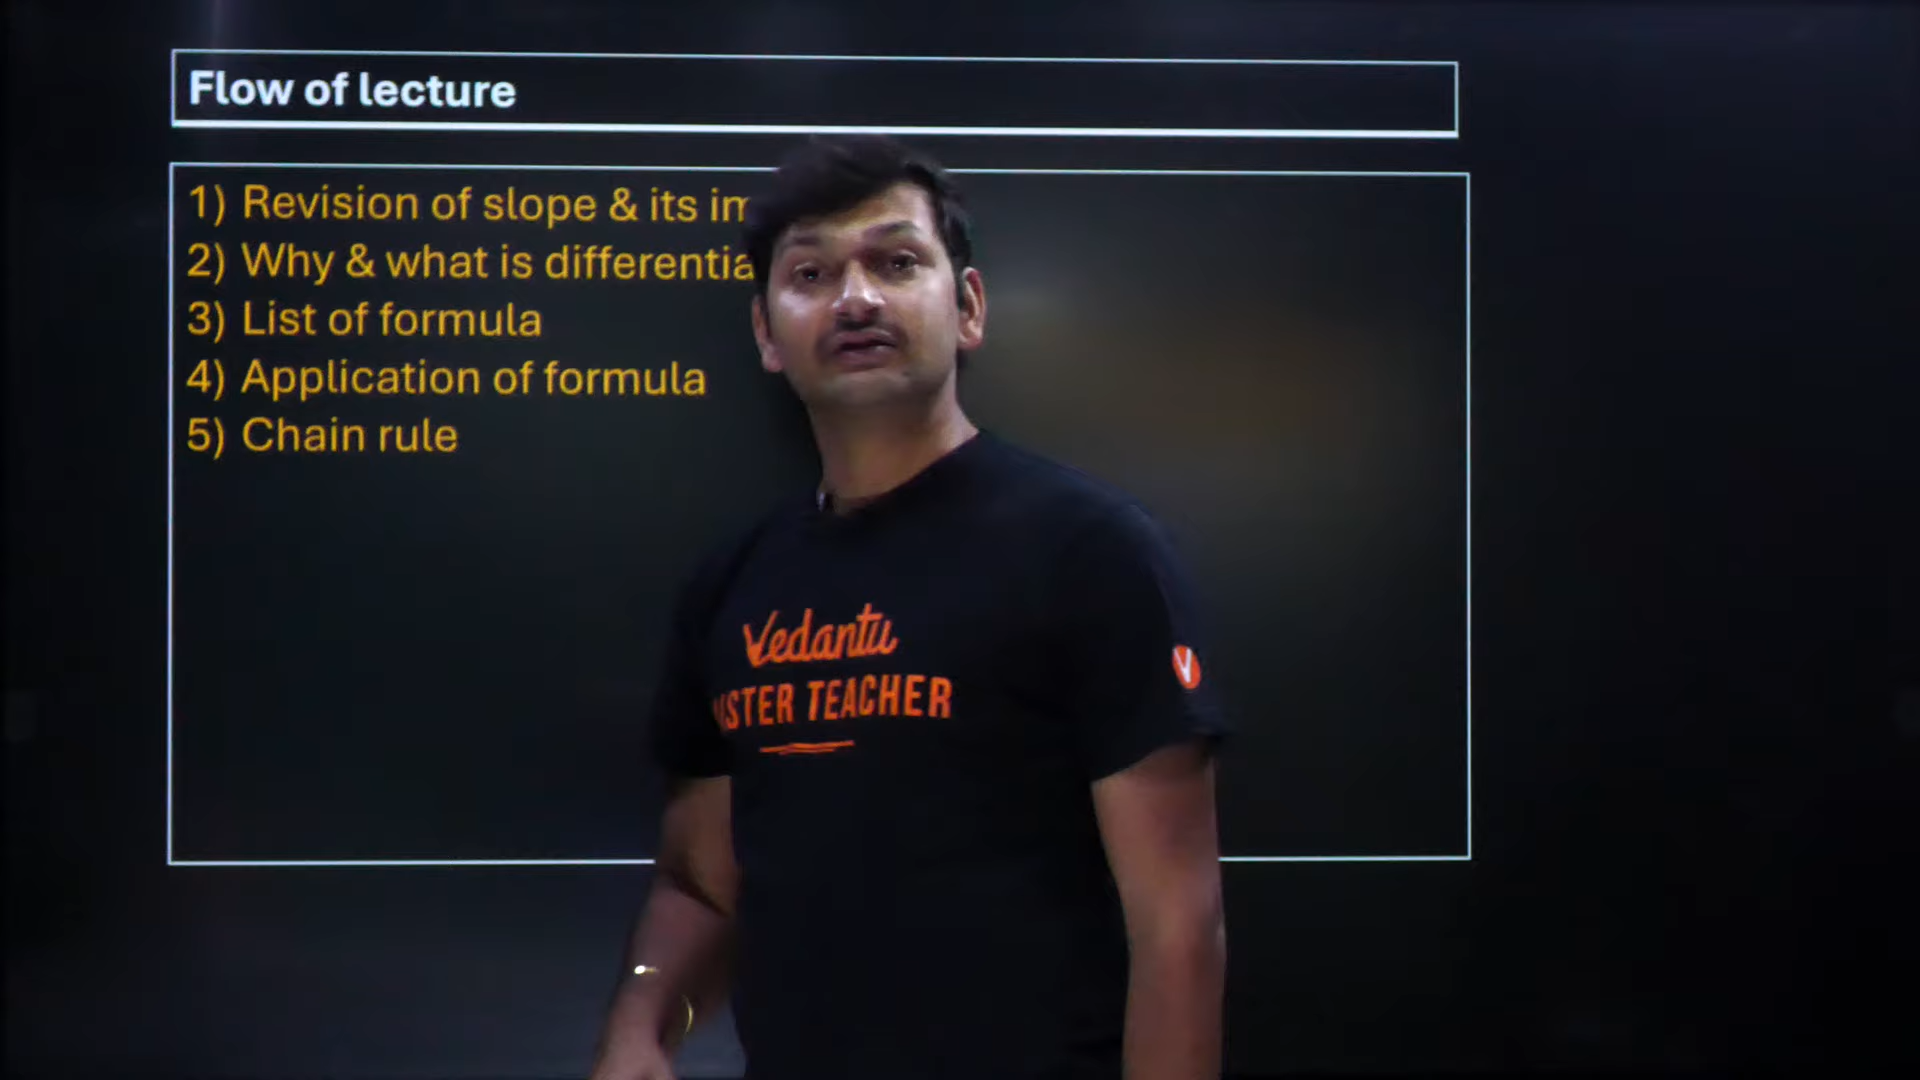 Flow of lecture
1) Revision of slope & its
2) Why & what is
3) List of formula
4) Application of formula
5) Chain rule
Vedantu
TEACHER
V